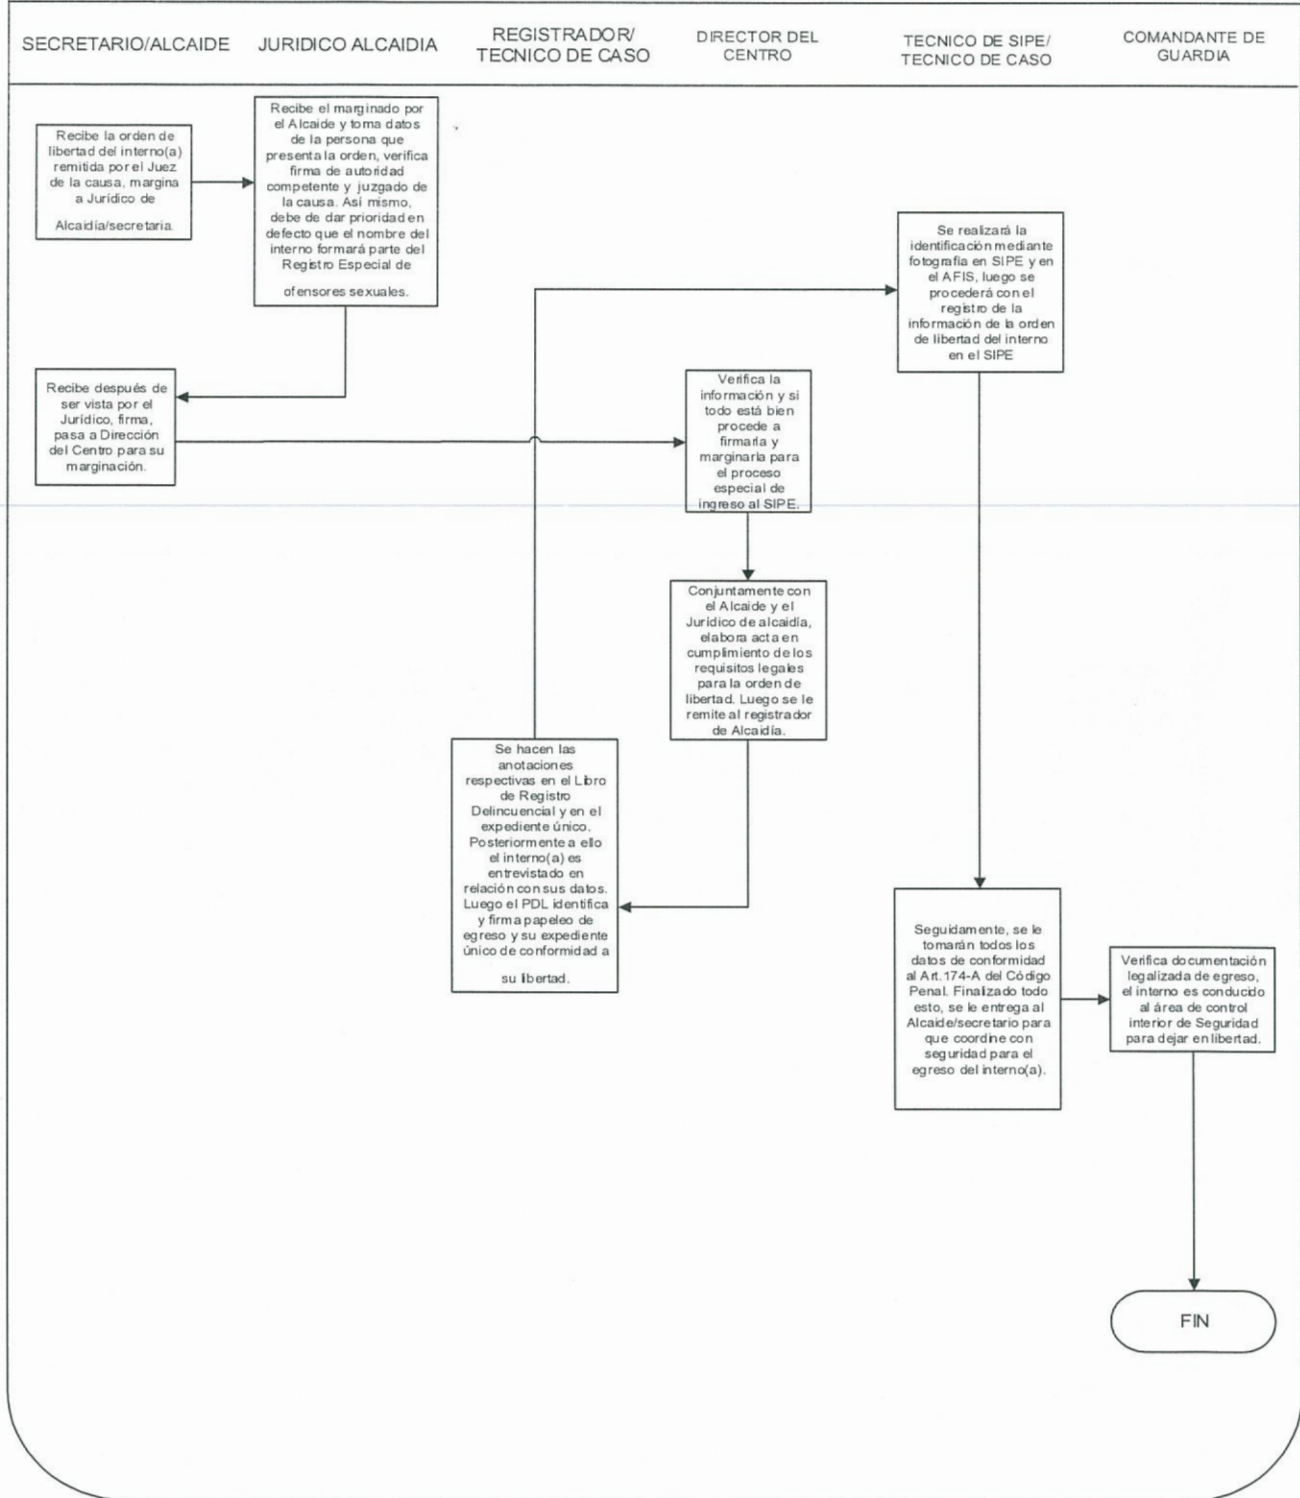 SECRETARIO/ALCAIDE
JURIDICO ALCAIDIA
REGISTRADOR/
TECNICO DE CASO
DIRECTOR DEL
CENTRO
TECNICO DE SIPE/
TECNICO DE CASO
COMANDANTE DE
GUARDIA
Recibe la orden de
libertad del interno(a)
remitida por el Juez
de la causa, margina
a Jurídico de
Alcaidía/secretaria.
Recibe el marginado por
el Alcaide y toma datos
de la persona que
presenta la orden, verifica
firma de autoridad
competente y juzgado de
la causa. Así mismo,
debe de dar prioridad en
defecto que el nombre del
interno formará parte del
Registro Especial de
ofensores sexuales.
Recibe después de
ser vista por el
Jurídico, firma,
pasa a Dirección
del Centro para su
marginación.
Verifica la
información y si
todo está bien
procede a
firmarla y
marginarla para
el proceso
especial de
ingreso al SIPE.
Conjuntamente con
el Alcaide y el
Jurídico de alcaidía,
elabora acta en
cumplimiento de los
requisitos legales
para la orden de
libertad. Luego se le
remite al registrador
de Alcaidía.
Se hacen las
anotaciones
respectivas en el Libro
de Registro
Delincuencial y en el
expediente único.
Posteriormente a ello
el interno(a) es
entrevistado en
relación con sus datos.
Luego el PDL identifica
y firma papeleo de
egreso y su expediente
único de conformidad a
su libertad.
Se realizará la
identificación mediante
fotografía en SIPE y en
el AFIS, luego se
procederá con el
registro de la
información de la orden
de libertad del interno
en el SIPE
Seguidamente, se le
tomarán todos los
datos de conformidad
al Art.174-A del Código
Penal. Finalizado todo
esto, se le entrega al
Alcaide/secretario para
que coordine con
seguridad para el
egreso del interno(a).
Verifica documentación
legalizada de egreso,
el interno es conducido
al área de control
interior de Seguridad
para dejar en libertad.
FIN